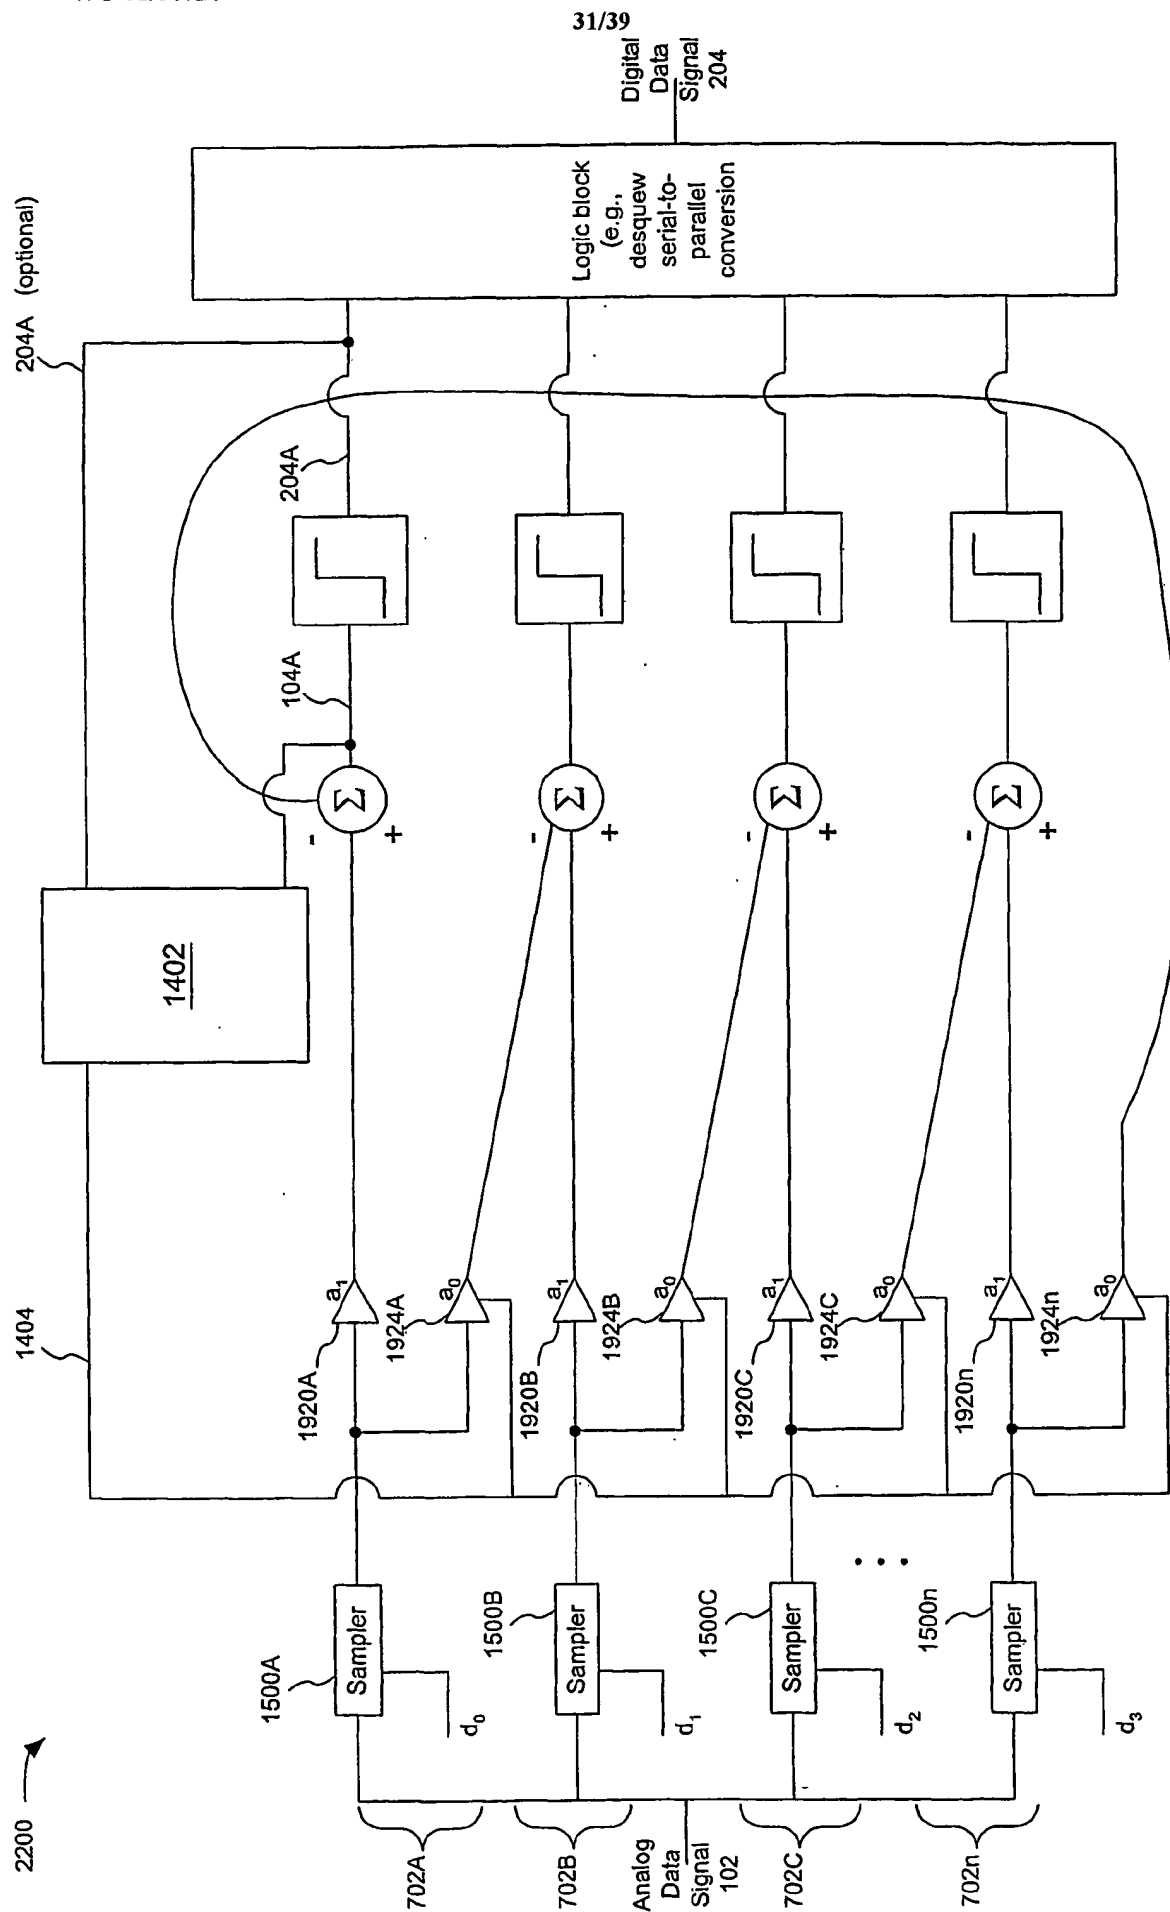 31/39
2200
1404
204A (optional)
1402
104A
204A
702A
1500A
Sampler
d0
1920A
a1
1924A
a0
Σ
-
+
702B
1500B
Sampler
d1
1920B
a1
1924B
a0
Σ
-
+
Analog
Data
Signal
102
702C
1500C
Sampler
d2
1920C
a1
1924C
a0
Σ
-
+
702n
1500n
Sampler
d3
1920n
a1
1924n
a0
Σ
-
+
Logic block
(e.g.,
desquew
serial-to-
parallel
conversion
Digital
Data
Signal
204